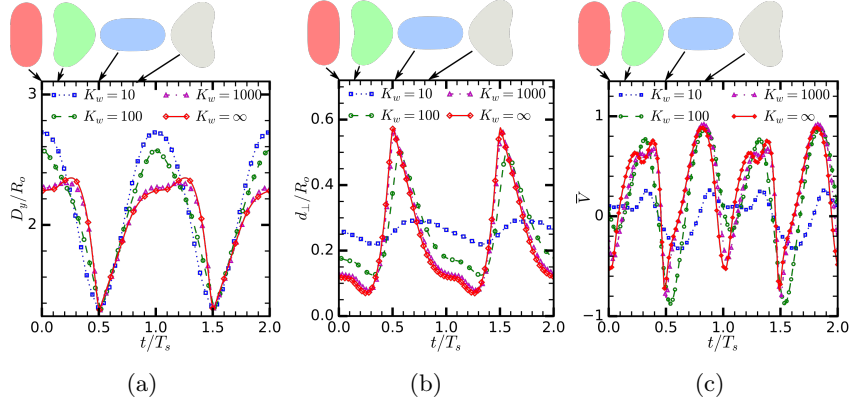 3
2
D_y/R_o
K_w = 10
K_w = 1000
K_w = 100
K_w = ∞
0.0 0.5 1.0 1.5 2.0
t/T_s
(a)
0.6
0.4
0.2
0.0
d_⊥/R_o
K_w = 10
K_w = 1000
K_w = 100
K_w = ∞
0.0 0.5 1.0 1.5 2.0
t/T_s
(b)
1
0
−1
V̄
K_w = 10
K_w = 1000
K_w = 100
K_w = ∞
0.0 0.5 1.0 1.5 2.0
t/T_s
(c)